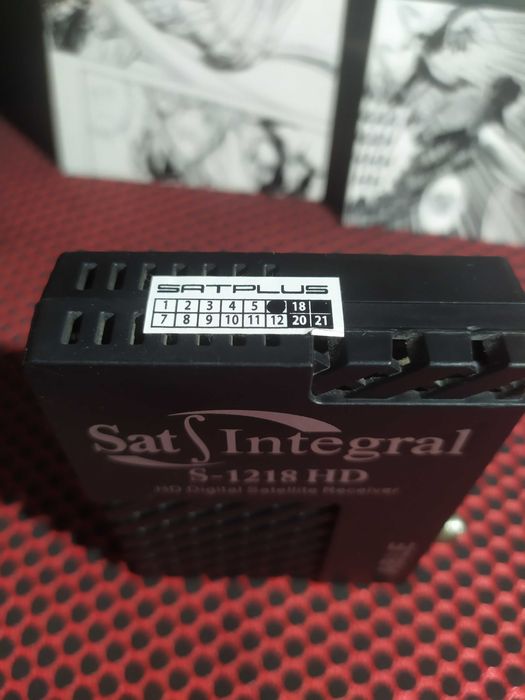 SATPLUS
1 2 3 4 5 18
7 8 9 10 11 12 20 21
Sat Integral
S-1218 HD
HD Digital Satellite Receiver